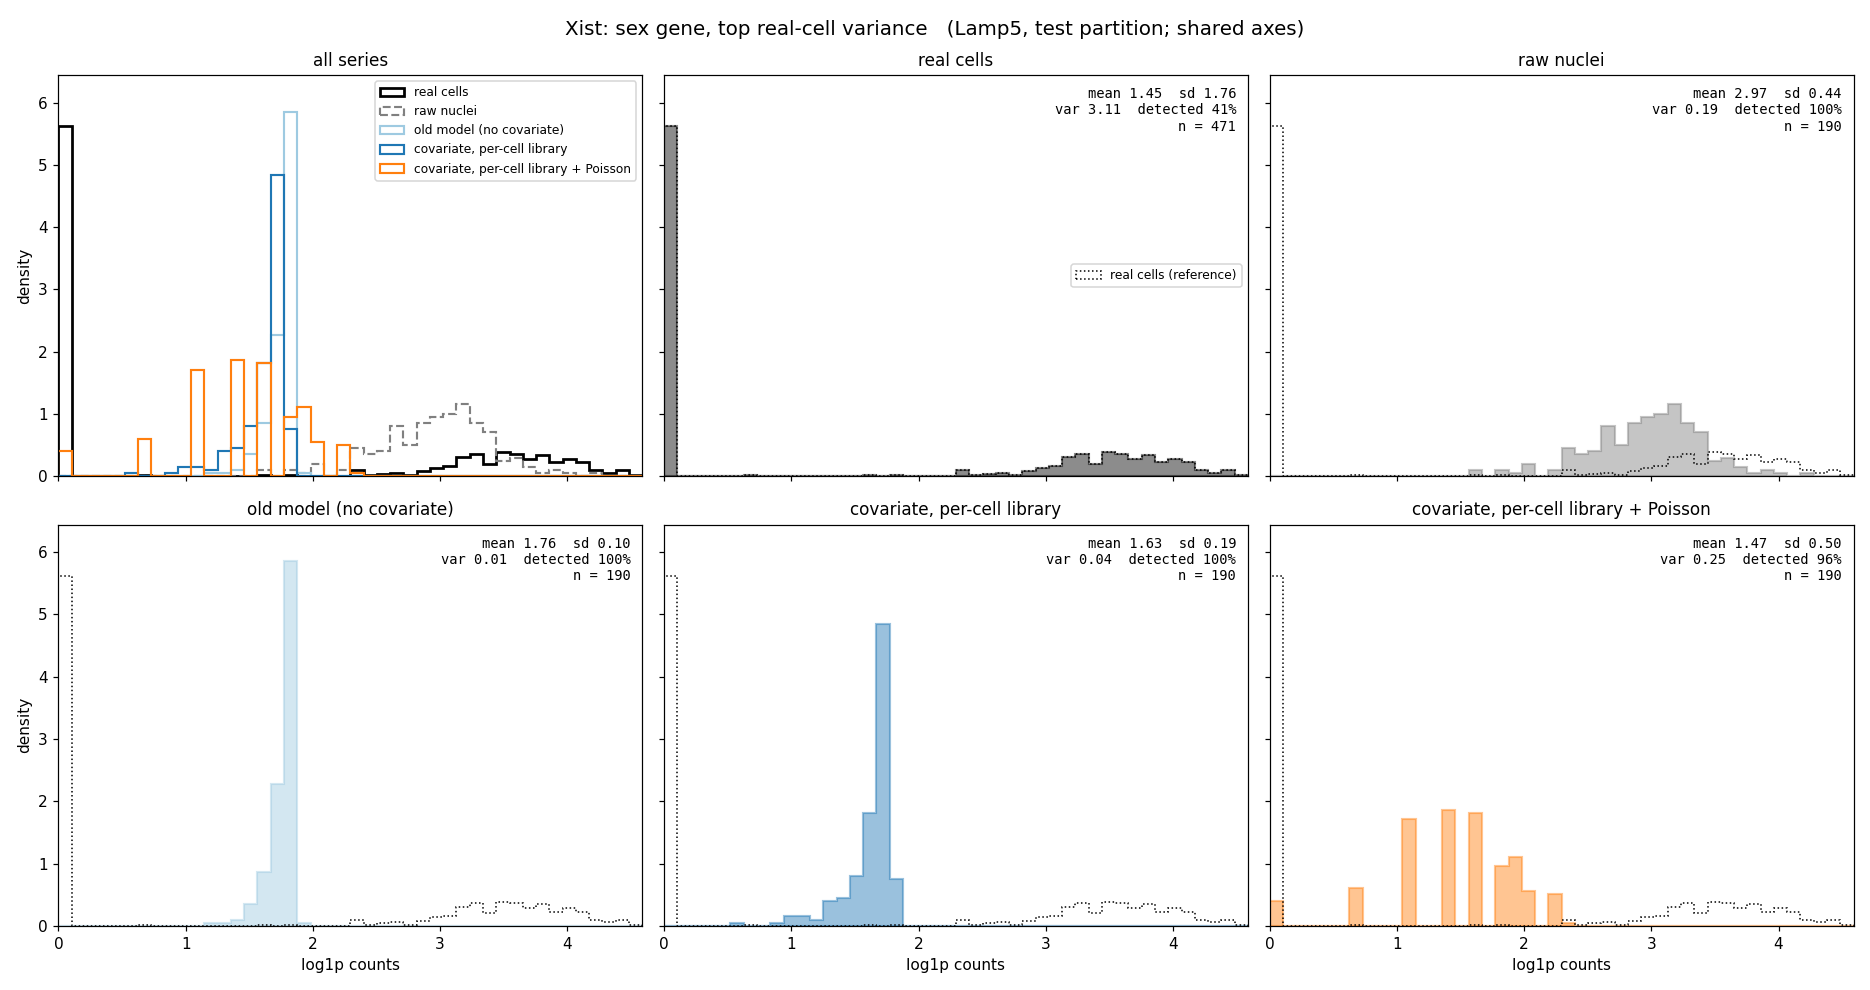 Xist: sex gene, top real-cell variance (Lamp5, test partition; shared axes)
all series
real cells
raw nuclei
old model (no covariate)
covariate, per-cell library
covariate, per-cell library + Poisson
density
6
5
4
3
2
1
0
real cells
mean 1.45 sd 1.76
var 3.11 detected 41%
n = 471
real cells (reference)
raw nuclei
mean 2.97 sd 0.44
var 0.19 detected 100%
n = 190
old model (no covariate)
mean 1.76 sd 0.10
var 0.01 detected 100%
n = 190
density
6
5
4
3
2
1
0
0 1 2 3 4
log1p counts
covariate, per-cell library
mean 1.63 sd 0.19
var 0.04 detected 100%
n = 190
0 1 2 3 4
log1p counts
covariate, per-cell library + Poisson
mean 1.47 sd 0.50
var 0.25 detected 96%
n = 190
0 1 2 3 4
log1p counts